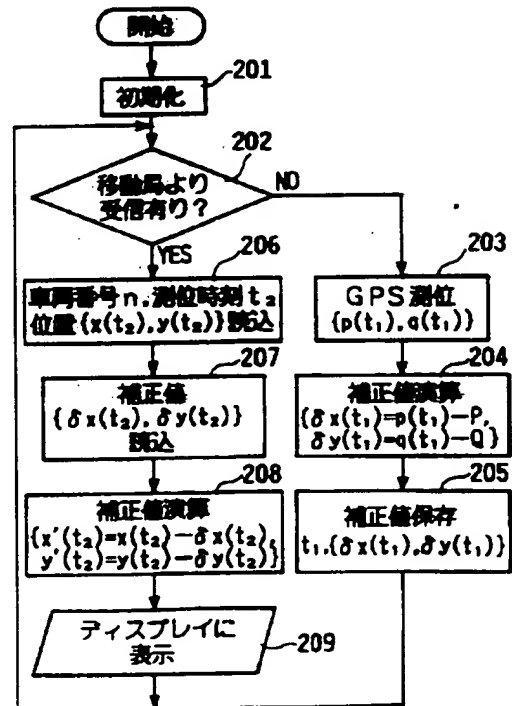 開始
201
初期化
202
移動局より
受信有り?
NO
YES
206
車両番号n,測位時刻t₂
位置{x(t₂),y(t₂)}読込
203
GPS測位
{p(t₁),q(t₁)}
207
補正値
{δx(t₂),δy(t₂)}
読込
204
補正値演算
{δx(t₁)=p(t₁)−P,
δy(t₁)=q(t₁)−Q}
208
補正値演算
{x'(t₂)=x(t₂)−δx(t₂),
y'(t₂)=y(t₂)−δy(t₂)}
205
補正値保存
t₁,{δx(t₁),δy(t₁)}
ディスプレイに
表示
209